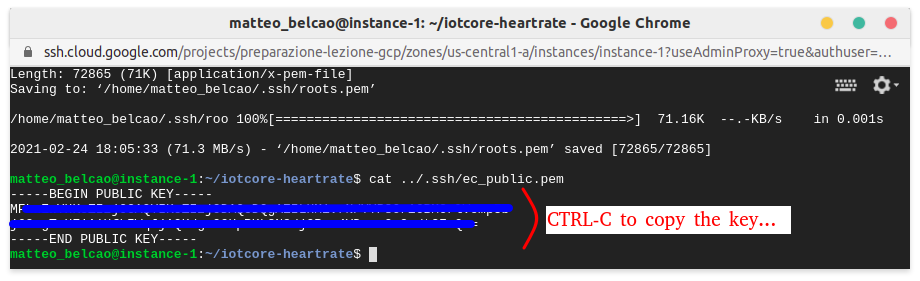 matteo_belcao@instance-1: ~/iotcore-heartrate - Google Chrome
ssh.cloud.google.com/projects/preparazione-lezione-gcp/zones/us-central1-a/instances/instance-1?useAdminProxy=true&authuser=...
Length: 72865 (71K) [application/x-pem-file]
Saving to: ‘/home/matteo_belcao/.ssh/roots.pem’
/home/matteo_belcao/.ssh/roo 100%[=============================================>] 71.16K --.-KB/s in 0.001s
2021-02-24 18:05:33 (71.3 MB/s) - ‘/home/matteo_belcao/.ssh/roots.pem’ saved [72865/72865]
matteo_belcao@instance-1:~/iotcore-heartrate$ cat ../.ssh/ec_public.pem
-----BEGIN PUBLIC KEY-----
CTRL-C to copy the key...
-----END PUBLIC KEY-----
matteo_belcao@instance-1:~/iotcore-heartrate$